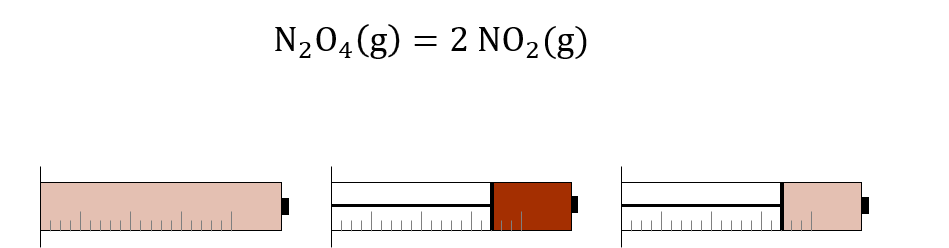 N₂O₄(g) = 2 NO₂(g)